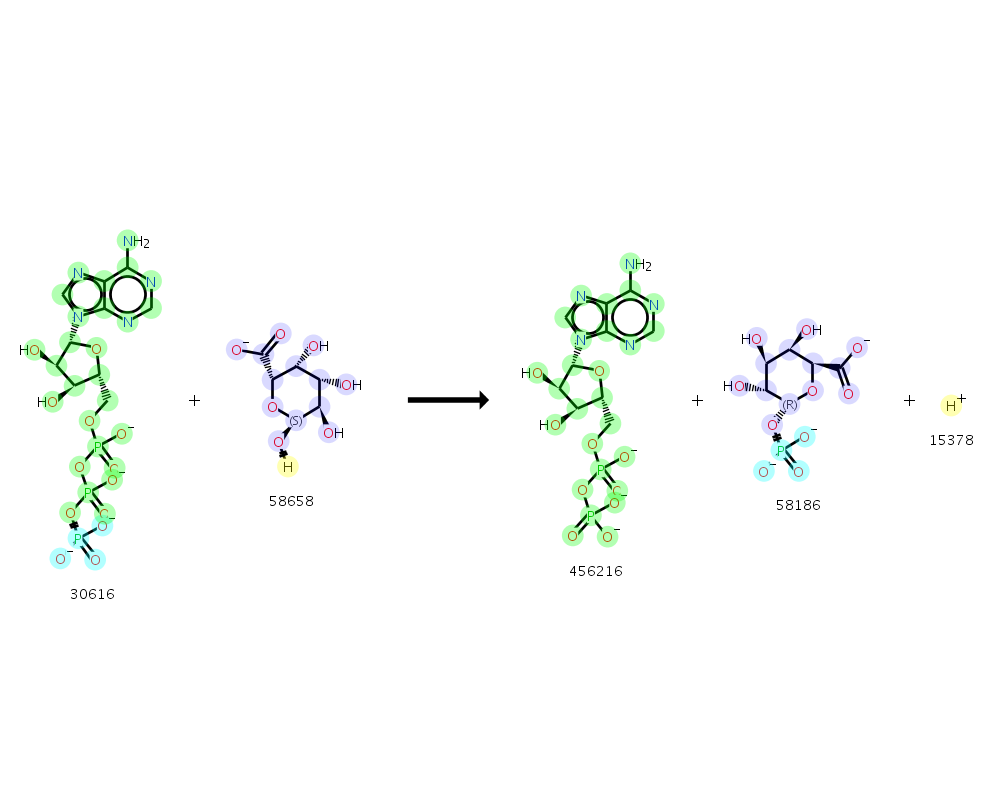 NH2
N
N
N
N
HO
O
HO
O
P
O-
O
O
O-
P
O
O
O-
P
O-
O
30616
+
O-
O
OH
OH
O
(S)
OH
O
H
58658
NH2
N
N
N
N
HO
O
HO
O
P
O-
O
O
O-
P
O
O-
456216
+
HO
OH
O-
O
HO
O
(R)
O
P
O-
O-
O
58186
+
H+
15378